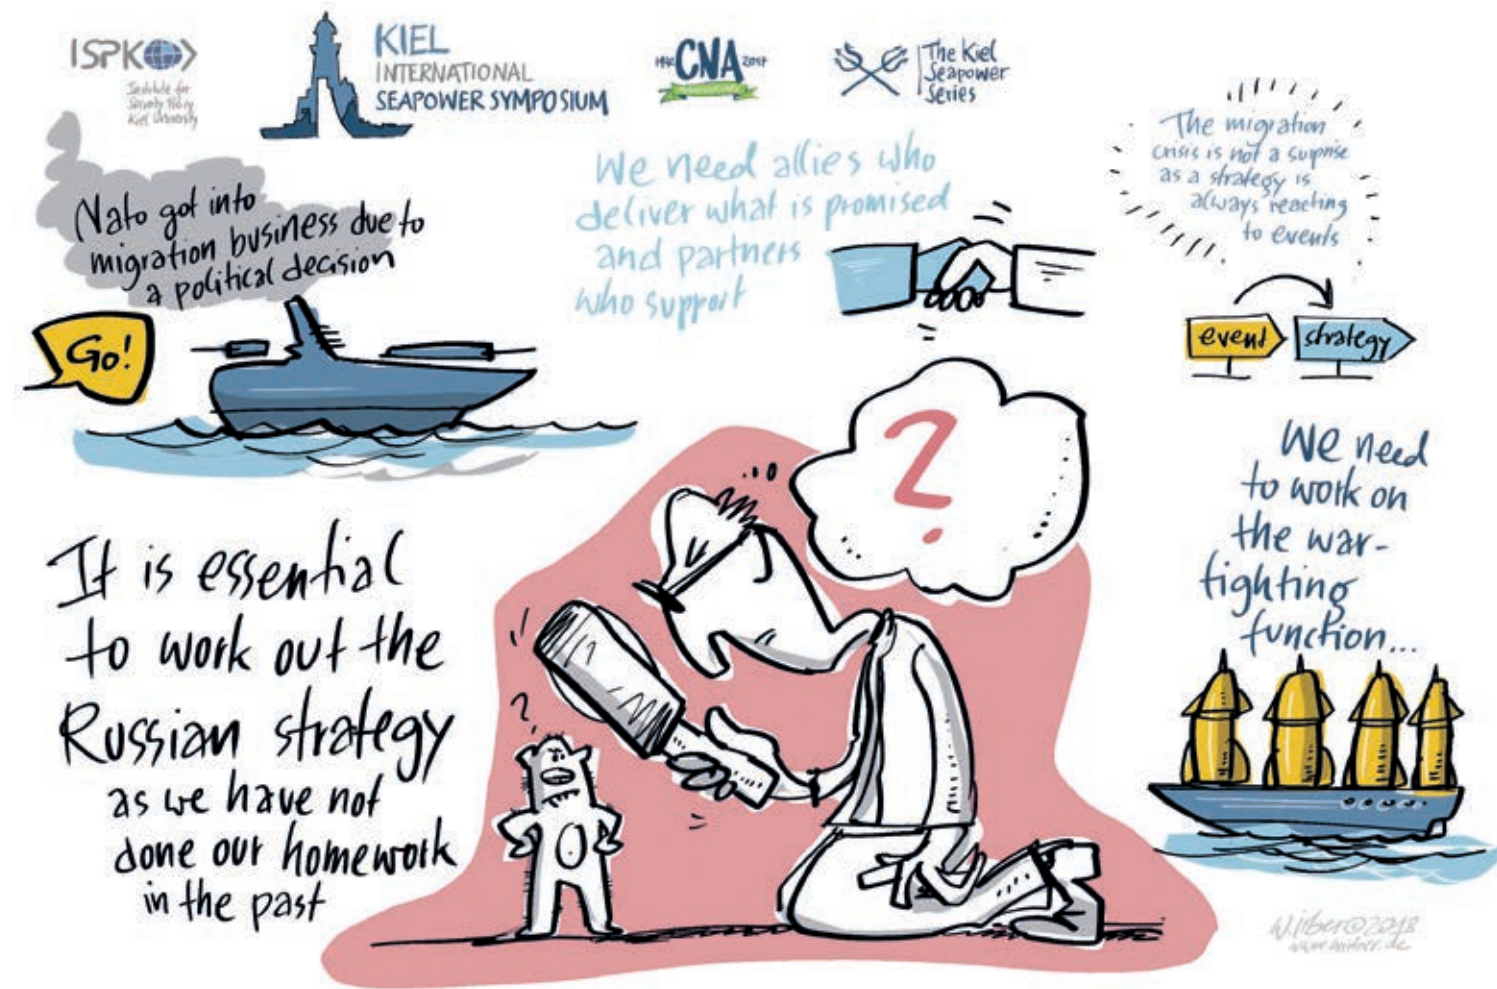 ISPK
Institute for
Security Policy
Kiel University
KIEL
INTERNATIONAL
SEAPOWER SYMPOSIUM
CNA 2017
The Kiel
Seapower
Series
Nato got into
migration business due to
a political decision
Go!
We need allies who
deliver what is promised
and partners
who support
The migration
crisis is not a surprise
as a strategy is
always reacting
to events
event
strategy
?
We need
to work on
the war-
fighting
function...
It is essential
to work out the
Russian strategy
as we have not
done our homework
in the past
?
©2018